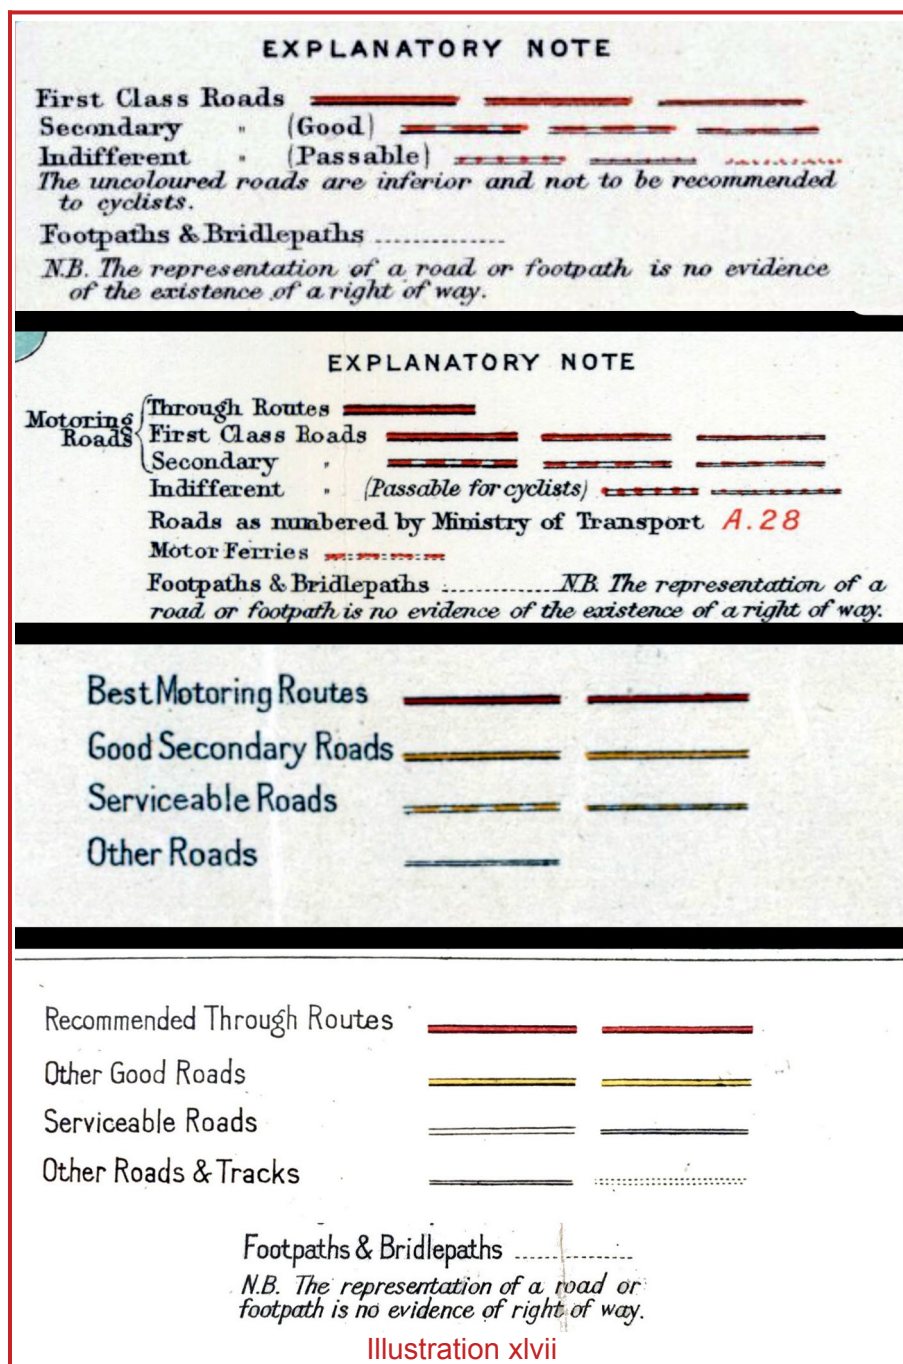 EXPLANATORY NOTE
First Class Roads
Secondary " (Good)
Indifferent " (Passable)
The uncoloured roads are inferior and not to be recommended
to cyclists.
Footpaths & Bridlepaths ..............
N.B. The representation of a road or footpath is no evidence
of the existence of a right of way.
EXPLANATORY NOTE
Motoring Roads
Through Routes
First Class Roads
Secondary "
Indifferent " (Passable for cyclists)
Roads as numbered by Ministry of Transport A.28
Motor Ferries
Footpaths & Bridlepaths ............. N.B. The representation of a
road or footpath is no evidence of the existence of a right of way.
Best Motoring Routes
Good Secondary Roads
Serviceable Roads
Other Roads
Recommended Through Routes
Other Good Roads
Serviceable Roads
Other Roads & Tracks
Footpaths & Bridlepaths ..............
N.B. The representation of a road or
footpath is no evidence of right of way.
Illustration xlvii